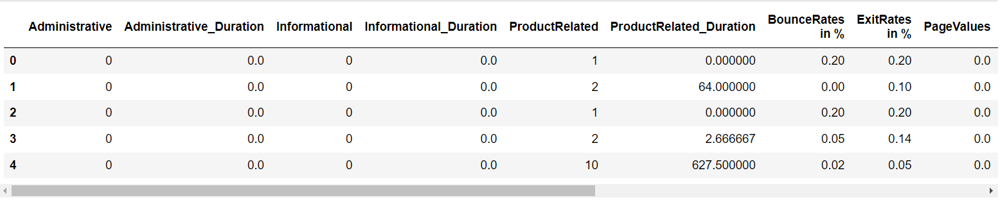 Administrative Administrative_Duration Informational Informational_Duration ProductRelated ProductRelated_Duration BounceRates in % ExitRates in % PageValues
0 0 0.0 0 0.0 1 0.000000 0.20 0.20 0.0
1 0 0.0 0 0.0 2 64.000000 0.00 0.10 0.0
2 0 0.0 0 0.0 1 0.000000 0.20 0.20 0.0
3 0 0.0 0 0.0 2 2.666667 0.05 0.14 0.0
4 0 0.0 0 0.0 10 627.500000 0.02 0.05 0.0